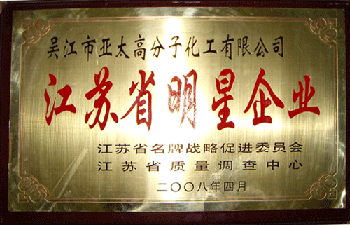 吴江市亚太高分子化工有限公司
江苏省明星企业
江苏省名牌战略促进委员会
江苏省质量调查中心
二〇〇八年四月